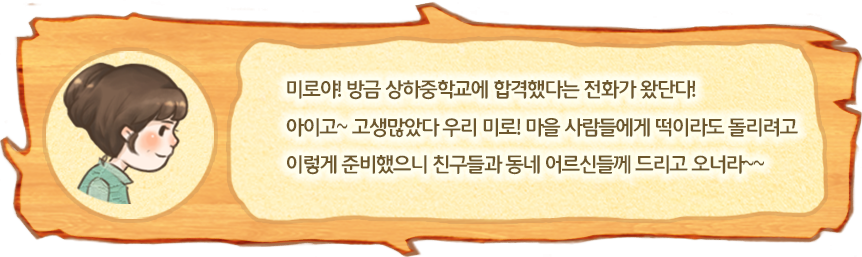 미로야! 방금 상하중학교에 합격했다는 전화가 왔단다!
아이고~ 고생많았다 우리 미로! 마을 사람들에게 떡이라도 돌리려고
이렇게 준비했으니 친구들과 동네 어르신들께 드리고 오너라~~